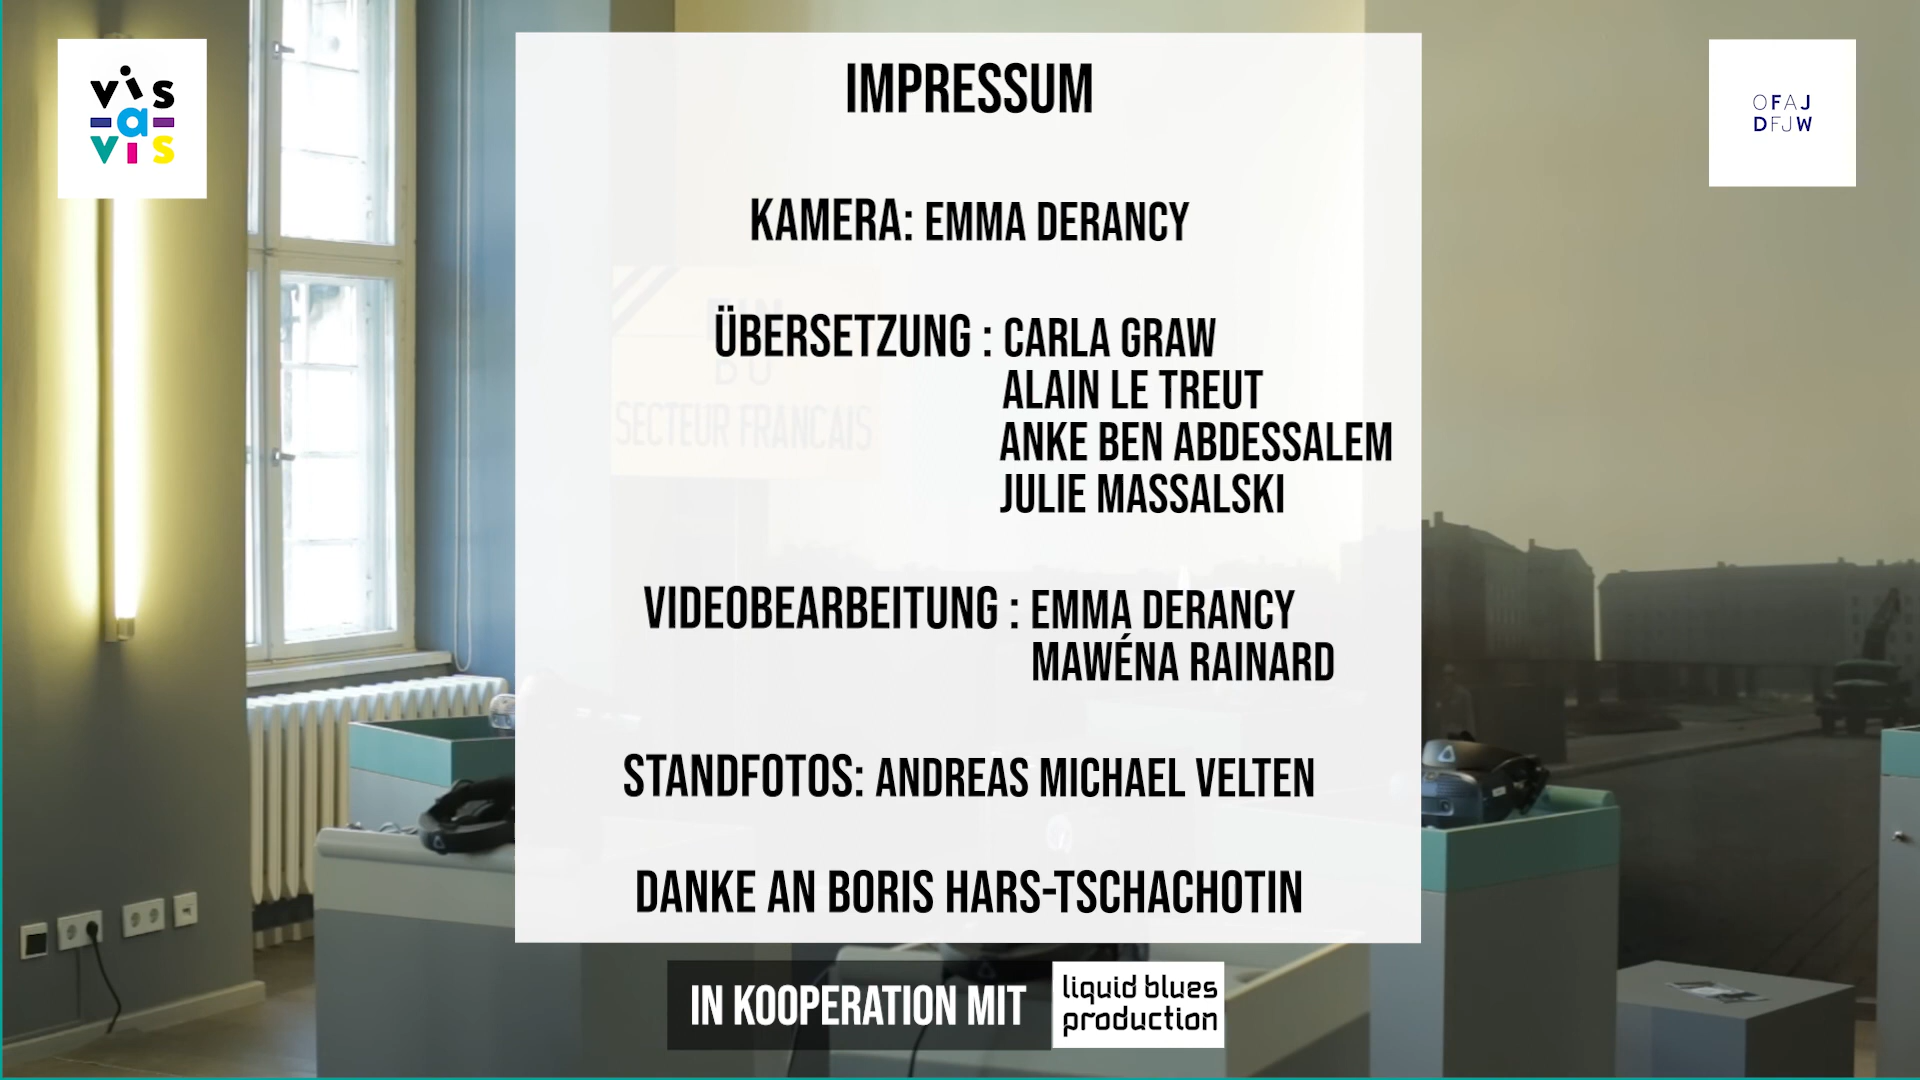 vis
-a-
vis
OFAJ
DFJW
IMPRESSUM
KAMERA: EMMA DERANCY
ÜBERSETZUNG : CARLA GRAW
ALAIN LE TREUT
ANKE BEN ABDESSALEM
JULIE MASSALSKI
SECTEUR FRANCAIS
VIDEOBEARBEITUNG : EMMA DERANCY
MAWÉNA RAINARD
STANDFOTOS: ANDREAS MICHAEL VELTEN
DANKE AN BORIS HARS-TSCHACHOTIN
IN KOOPERATION MIT
liquid blues
production